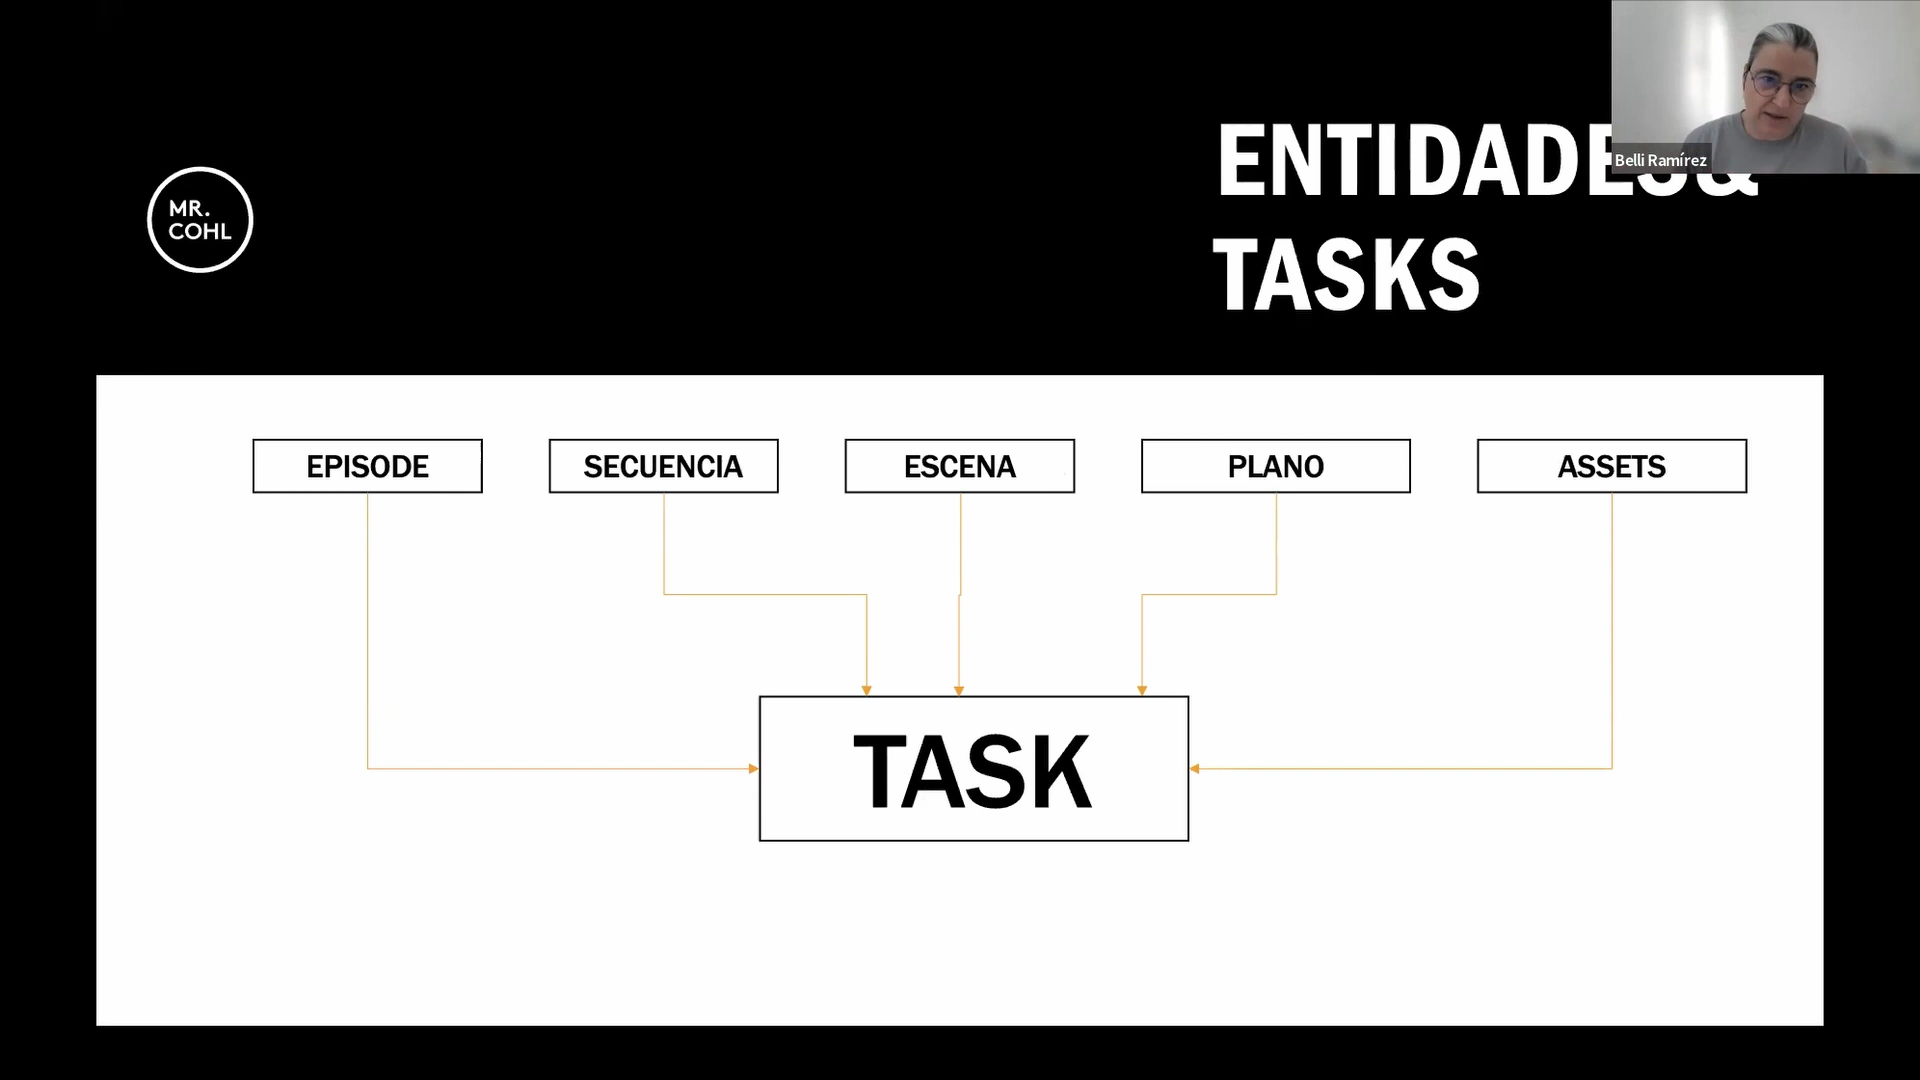 MR.
COHL
ENTIDADES&
TASKS
Belli Ramírez
EPISODE
SECUENCIA
ESCENA
PLANO
ASSETS
TASK